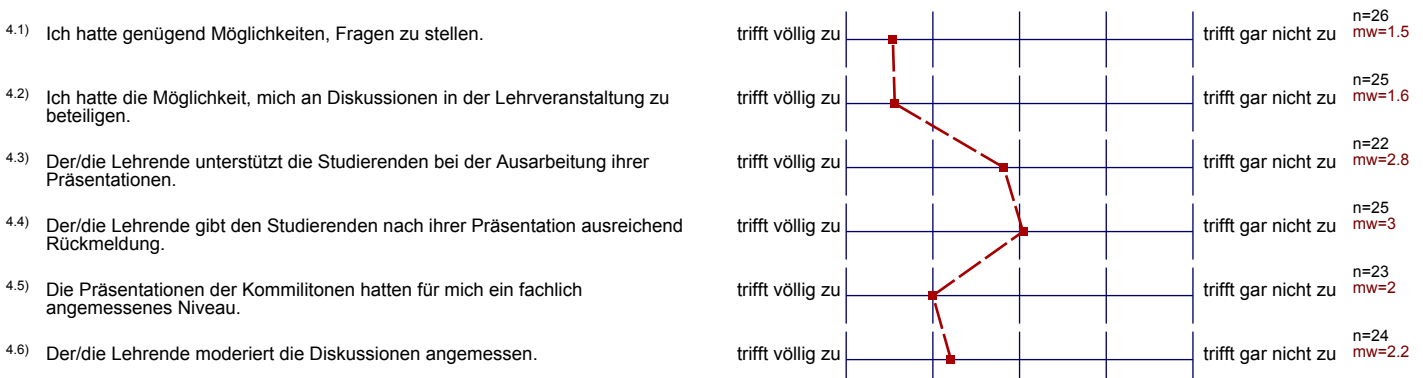 4.1) Ich hatte genügend Möglichkeiten, Fragen zu stellen. trifft völlig zu trifft gar nicht zu n=26
mw=1.5
4.2) Ich hatte die Möglichkeit, mich an Diskussionen in der Lehrveranstaltung zu
beteiligen. trifft völlig zu trifft gar nicht zu n=25
mw=1.6
4.3) Der/die Lehrende unterstützt die Studierenden bei der Ausarbeitung ihrer
Präsentationen. trifft völlig zu trifft gar nicht zu n=22
mw=2.8
4.4) Der/die Lehrende gibt den Studierenden nach ihrer Präsentation ausreichend
Rückmeldung. trifft völlig zu trifft gar nicht zu n=25
mw=3
4.5) Die Präsentationen der Kommilitonen hatten für mich ein fachlich
angemessenes Niveau. trifft völlig zu trifft gar nicht zu n=23
mw=2
4.6) Der/die Lehrende moderiert die Diskussionen angemessen. trifft völlig zu trifft gar nicht zu n=24
mw=2.2